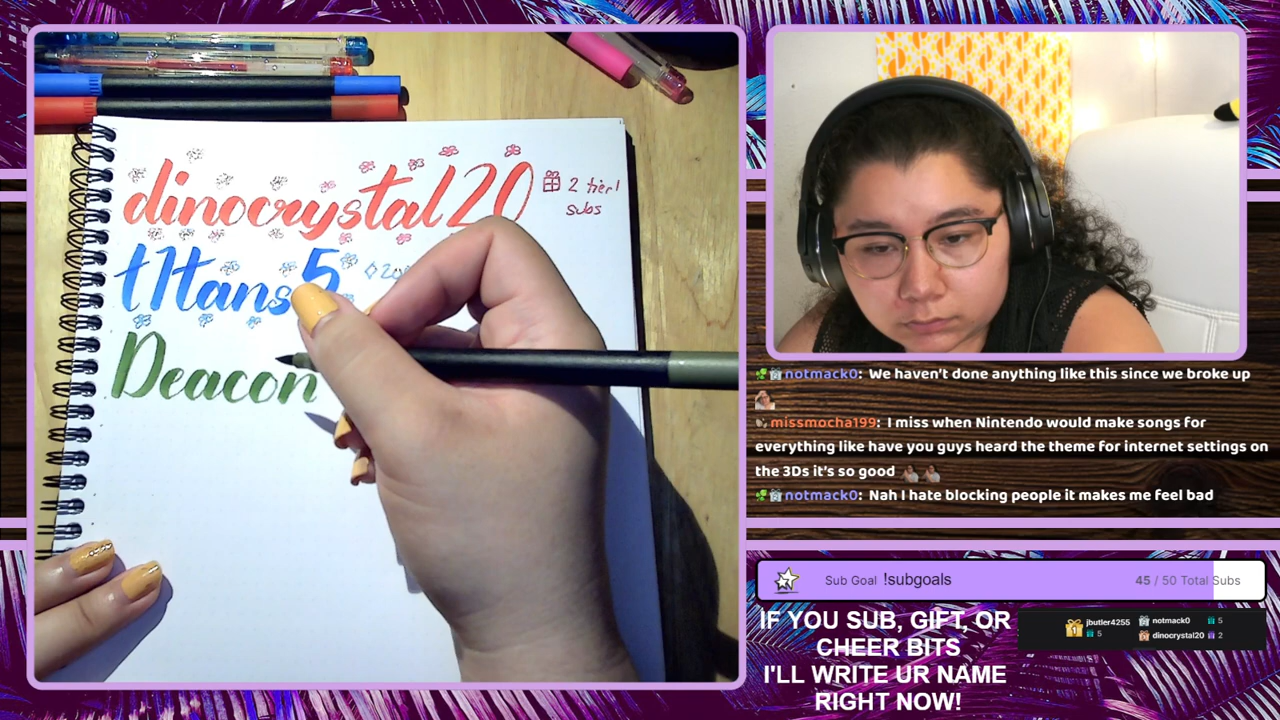 dinocrystal20
2 tier 1
subs
t1tans5
Deacon
notmack0: We haven't done anything like this since we broke up
missmocha199: I miss when Nintendo would make songs for
everything like have you guys heard the theme for internet settings on
the 3Ds it's so good
notmack0: Nah I hate blocking people it makes me feel bad
Sub Goal !subgoals 45 / 50 Total Subs
IF YOU SUB, GIFT, OR
CHEER BITS
I'LL WRITE UR NAME
RIGHT NOW!
1 jbutler4255 5
notmack0 5
dinocrystal20 2